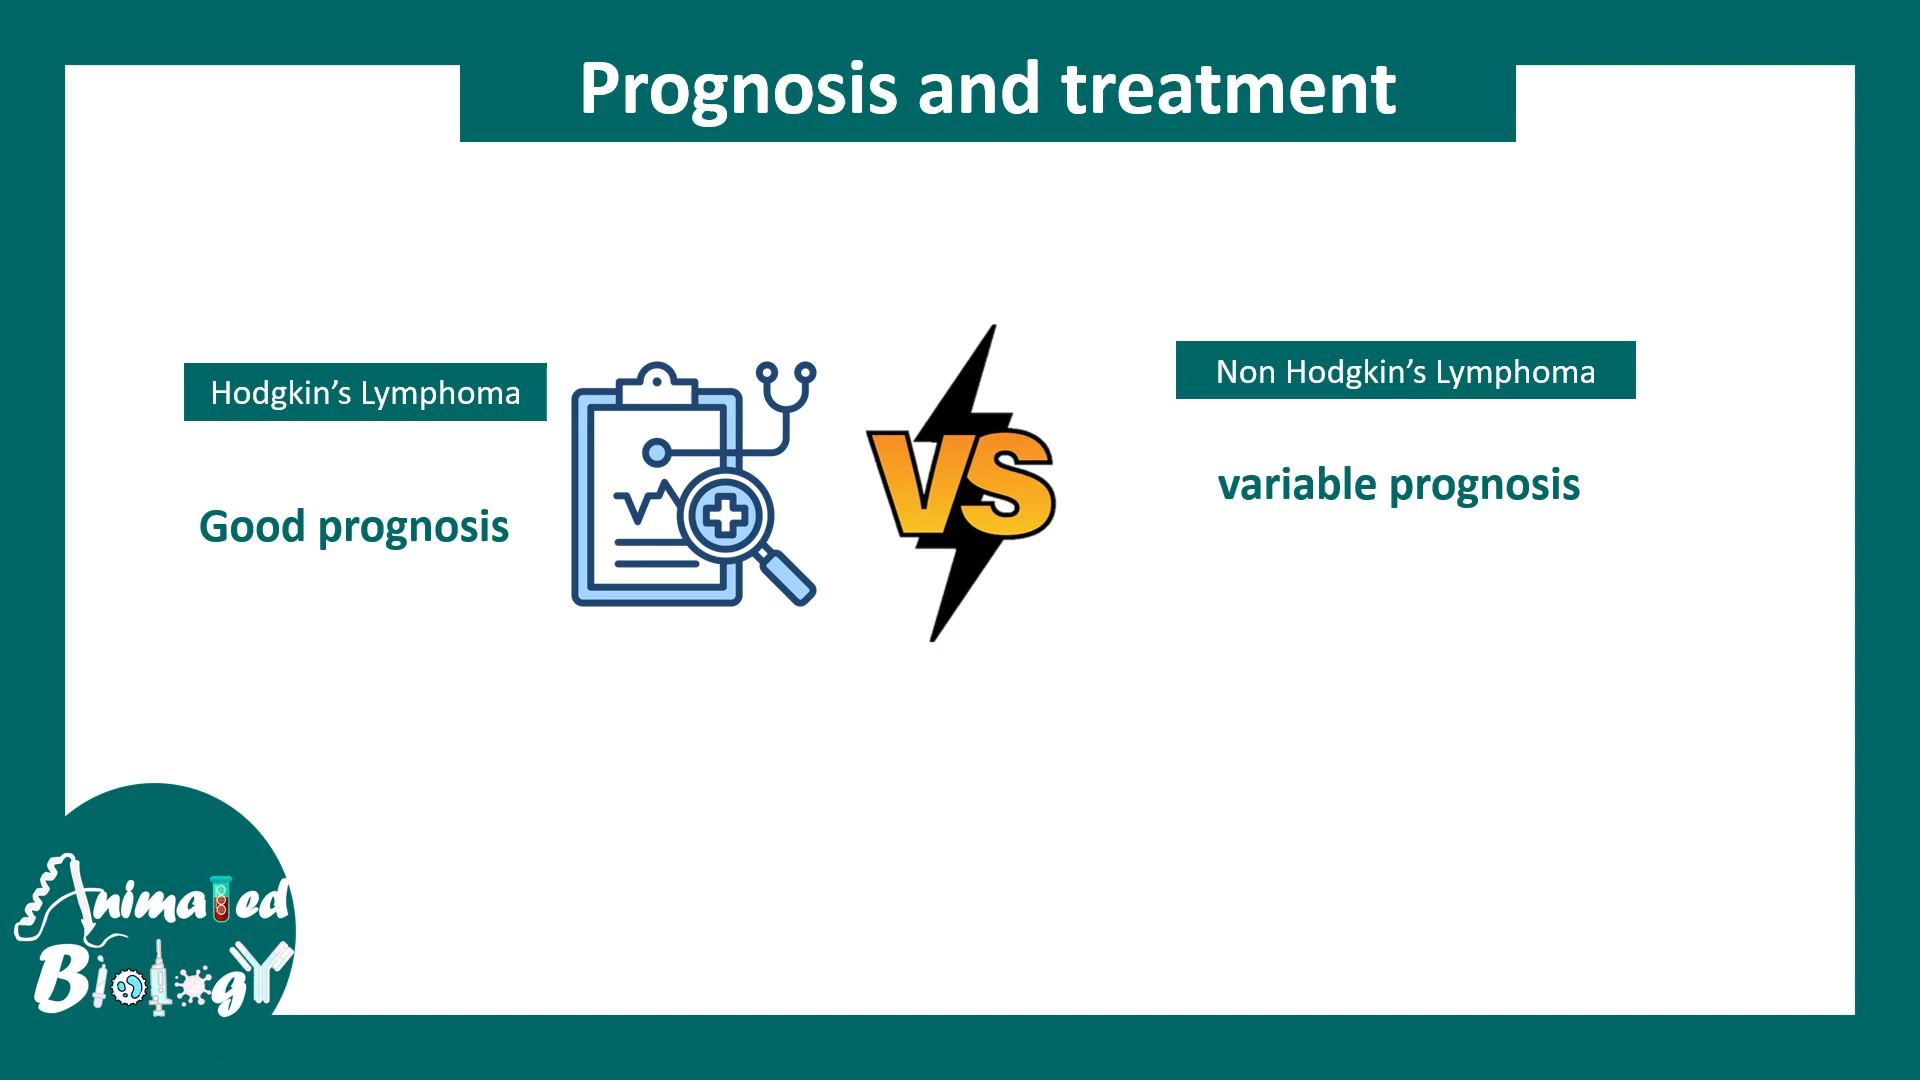 Prognosis and treatment
Hodgkin's Lymphoma
Good prognosis
VS
Non Hodgkin's Lymphoma
variable prognosis
Animated
Biology